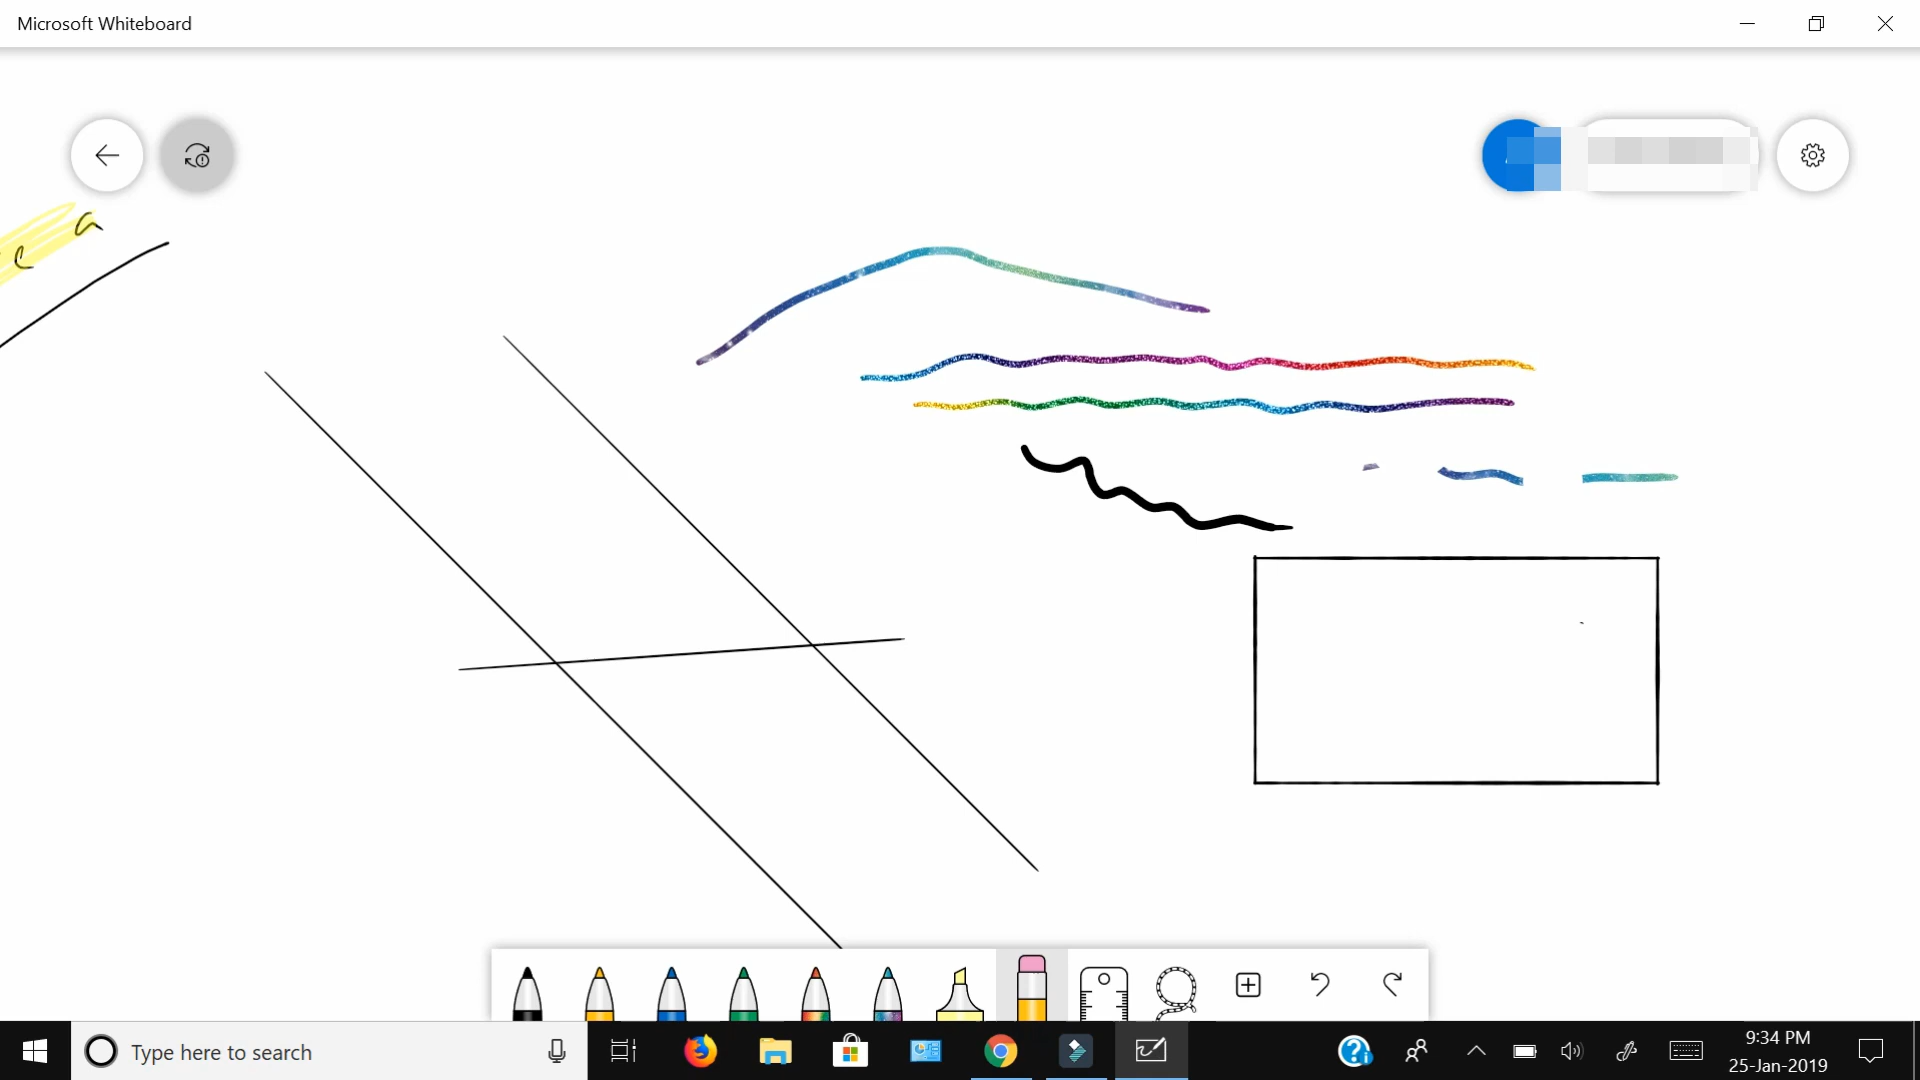 Microsoft Whiteboard
c a
Type here to search
9:34 PM
25-Jan-2019